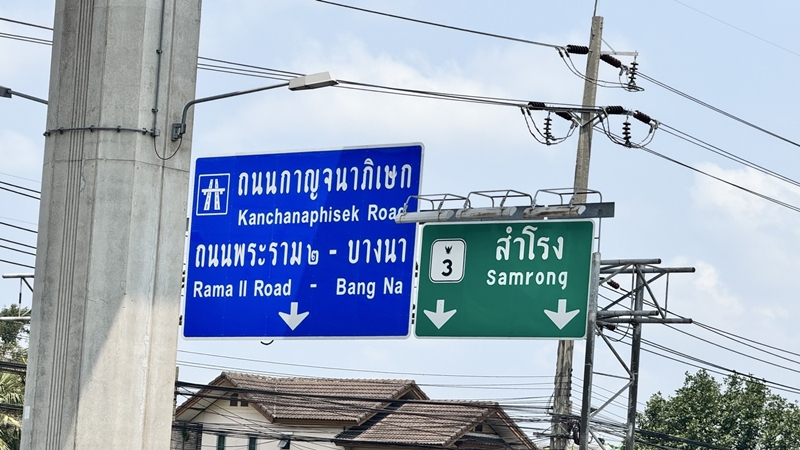 ถนนกาญจนาภิเษก
Kanchanaphisek Road
ถนนพระราม ๒ - บางนา
Rama II Road - Bang Na
3
สำโรง
Samrong